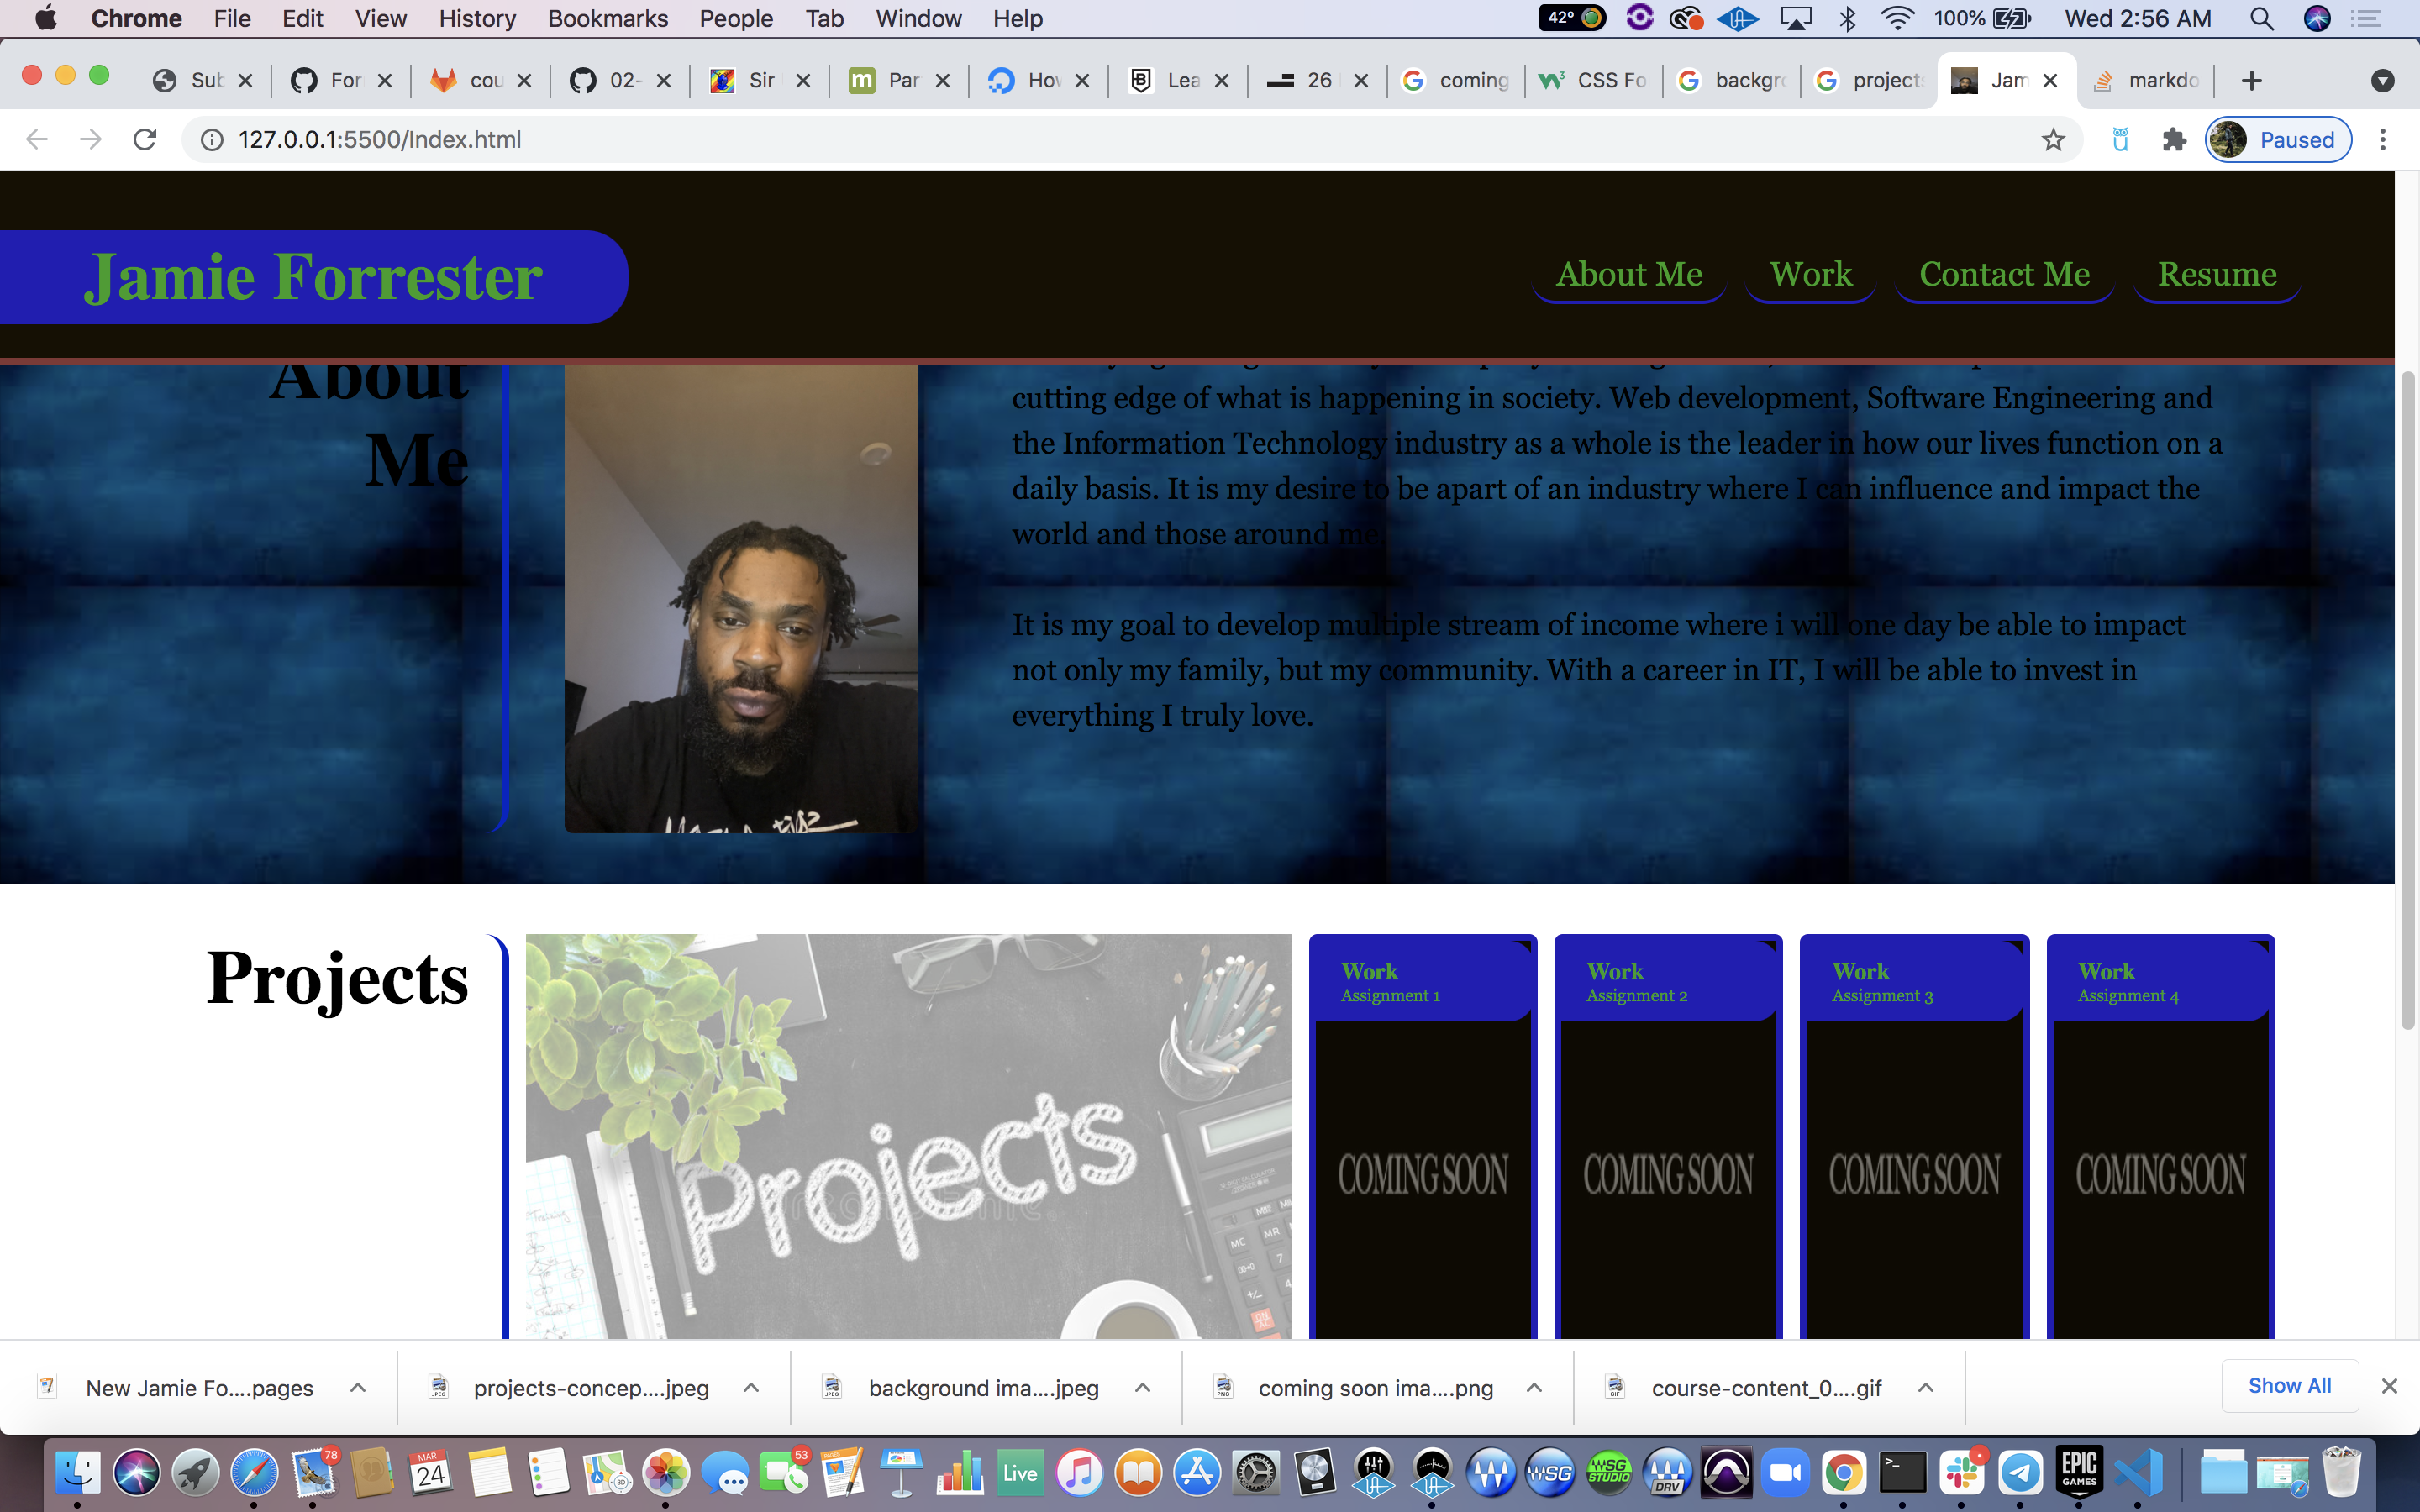 Chrome File Edit View History Bookmarks People Tab Window Help 42° 100% Wed 2:56 AM
Sub For cou 02- Sir Par Hov Lea 26 coming CSS Fo backgro projects Jam markdo
127.0.0.1:5500/Index.html Paused
Jamie Forrester About Me Work Contact Me Resume
About
Me
cutting edge of what is happening in society. Web development, Software Engineering and
the Information Technology industry as a whole is the leader in how our lives function on a
daily basis. It is my desire to be apart of an industry where I can influence and impact the
world and those around me.
It is my goal to develop multiple stream of income where i will one day be able to impact
not only my family, but my community. With a career in IT, I will be able to invest in
everything I truly love.
Projects
Projects
Work
Assignment 1
COMING SOON
Work
Assignment 2
COMING SOON
Work
Assignment 3
COMING SOON
Work
Assignment 4
COMING SOON
New Jamie Fo....pages projects-concep....jpeg background ima....jpeg coming soon ima....png course-content_0....gif Show All
78 MAR 24 53 Live WSG WSG STUDIO DRV EPIC GAMES